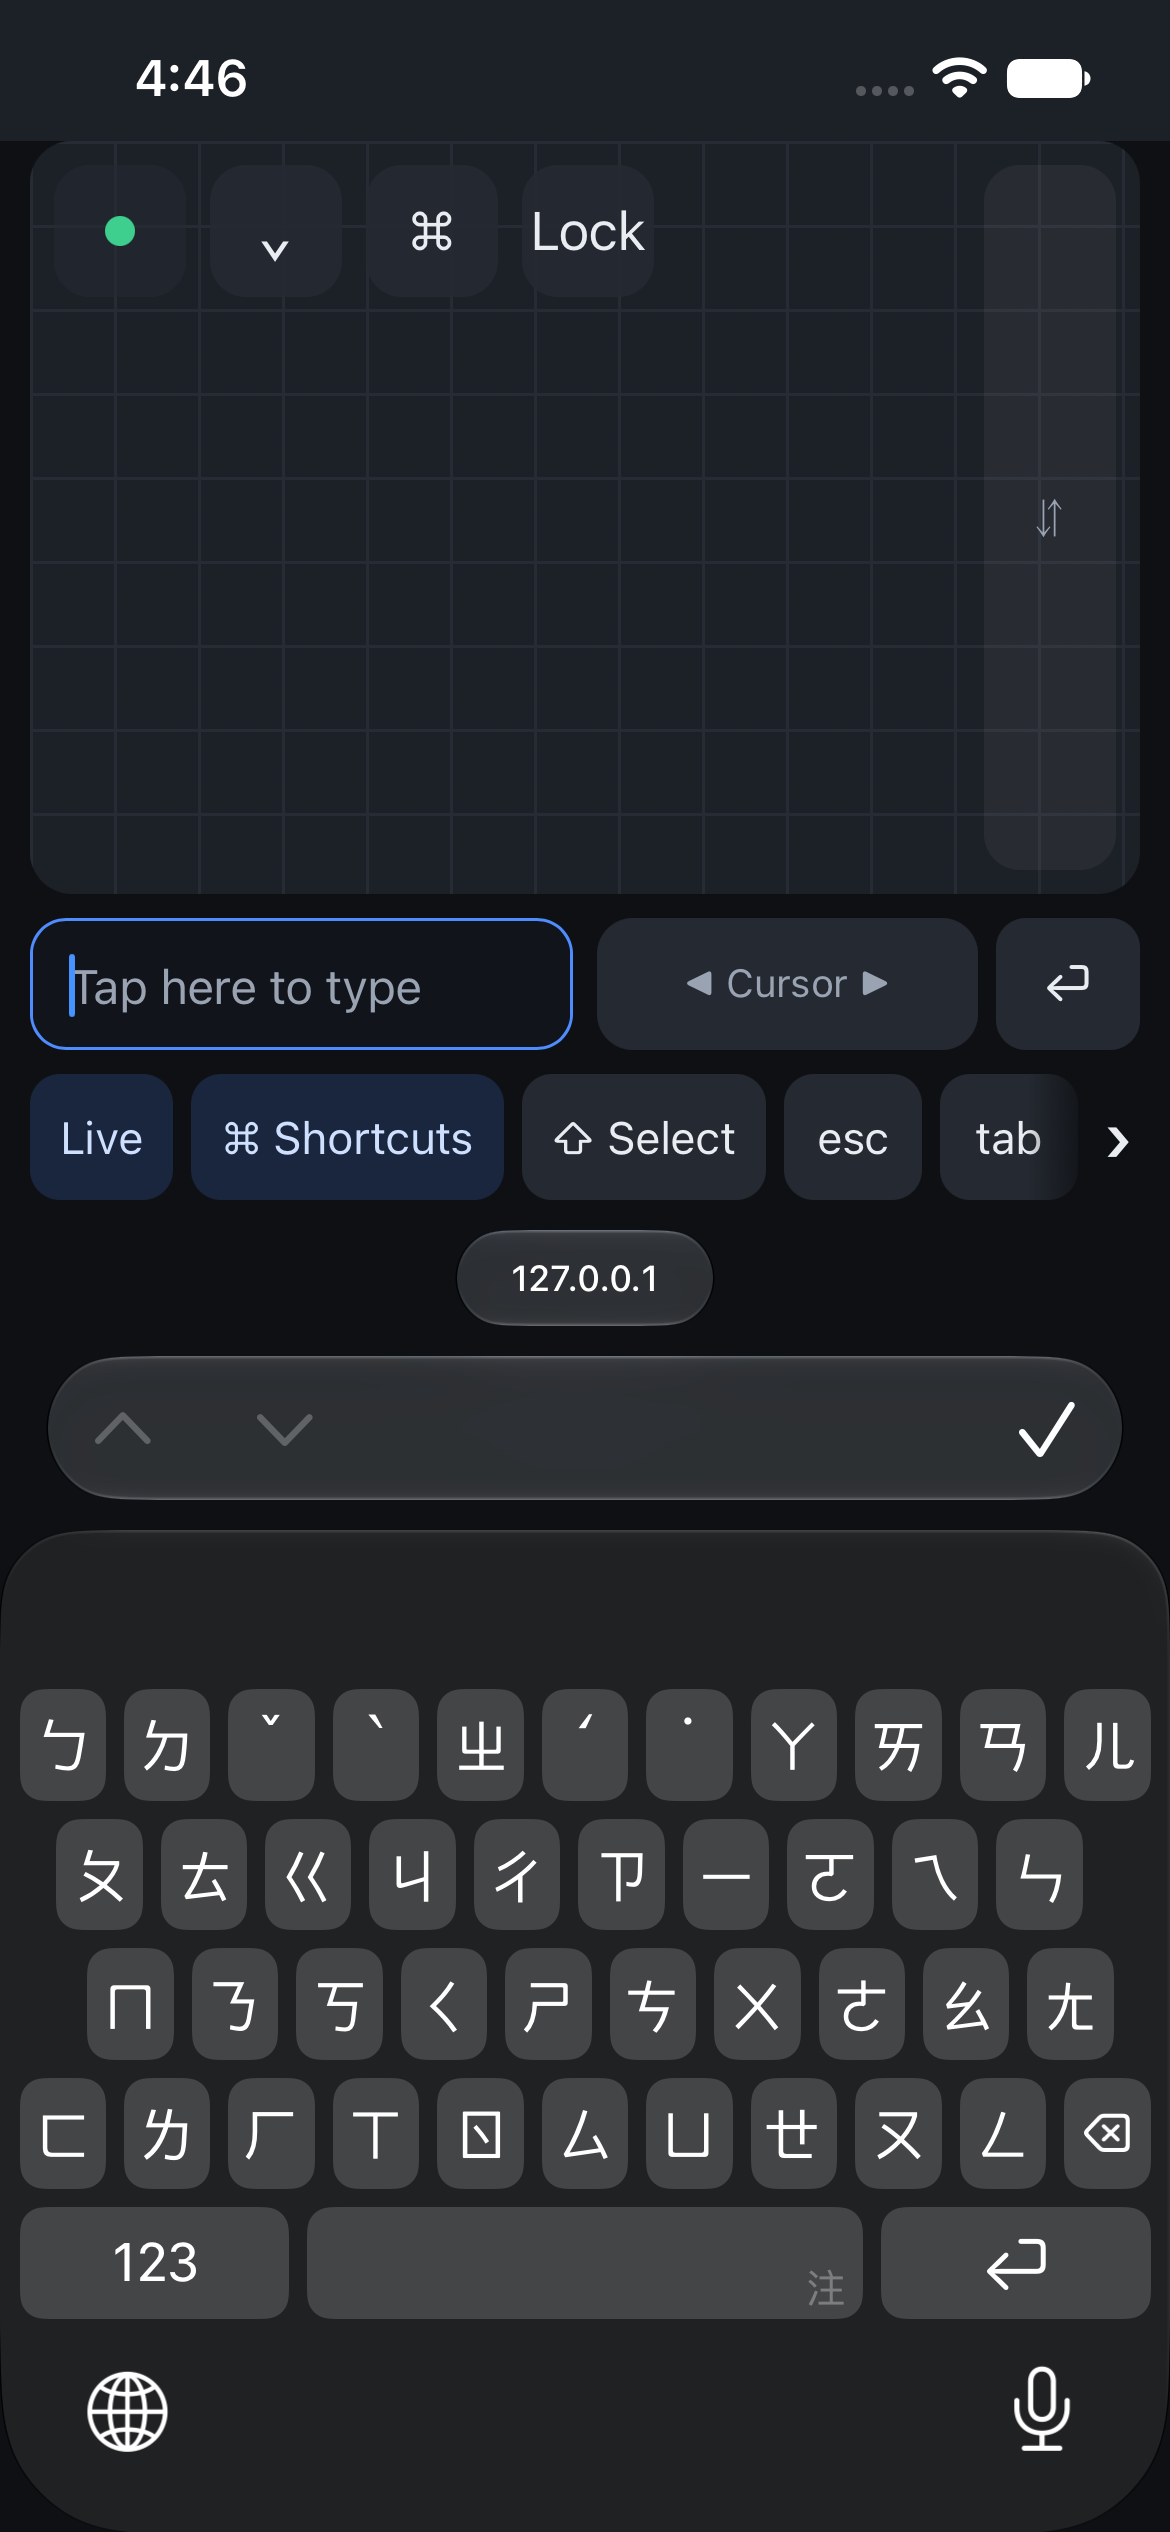 4:46
⌄ ⌘ Lock
Tap here to type ◀ Cursor ▶
Live ⌘ Shortcuts ⇧ Select esc tab ›
127.0.0.1
ㄅ ㄉ ˇ ˋ ㄓ ˊ ˙ ㄚ ㄞ ㄢ ㄦ
ㄆ ㄊ ㄍ ㄐ ㄔ ㄗ ㄧ ㄛ ㄟ ㄣ
ㄇ ㄋ ㄎ ㄑ ㄕ ㄘ ㄨ ㄜ ㄠ ㄤ
ㄈ ㄌ ㄏ ㄒ ㄖ ㄙ ㄩ ㄝ ㄡ ㄥ
123 注